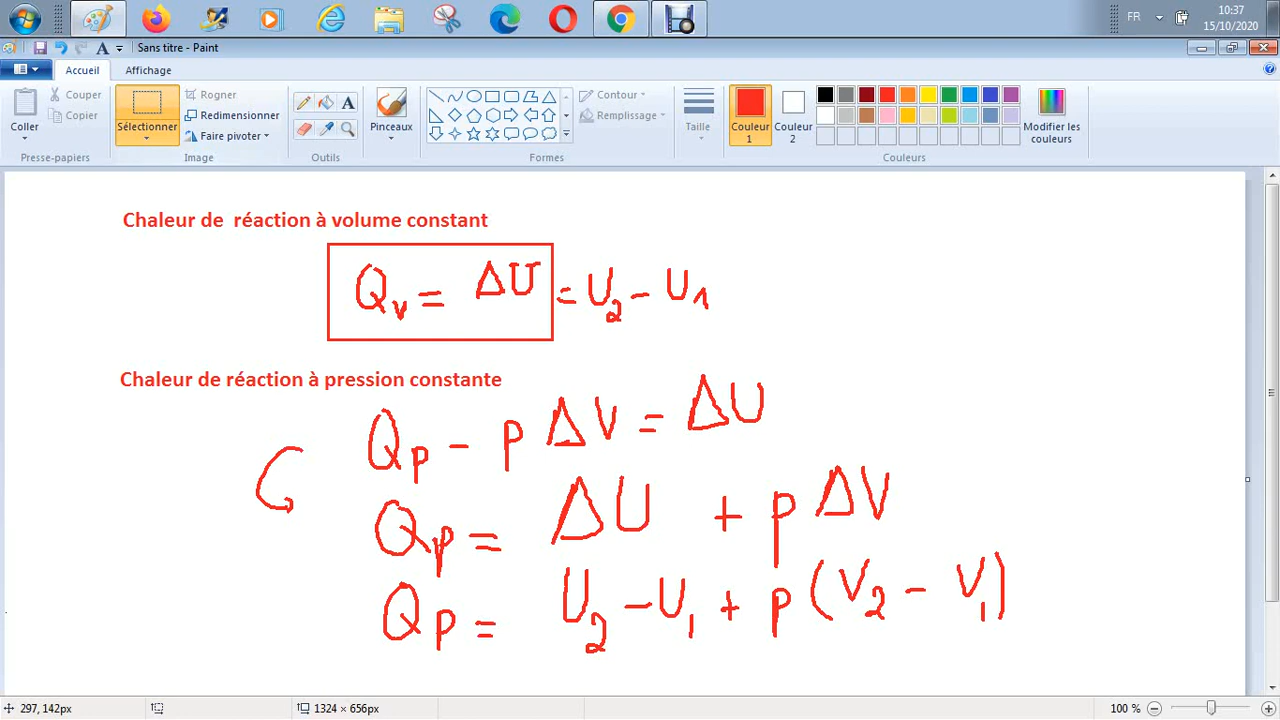 FR
10:37
15/10/2020
Sans titre - Paint
Accueil Affichage
Coller
Couper
Copier
Presse-papiers
Sélectionner
Rogner
Redimensionner
Faire pivoter
Image
A
Outils
Pinceaux
Contour
Remplissage
Formes
Taille
Couleur 1
Couleur 2
Modifier les couleurs
Couleurs
Chaleur de réaction à volume constant
Qv = ΔU = U2 - U1
Chaleur de réaction à pression constante
Qp - p ΔV = ΔU
Qp = ΔU + p ΔV
Qp = U2 - U1 + p (V2 - V1)
297, 142px
1324 × 656px
100 %